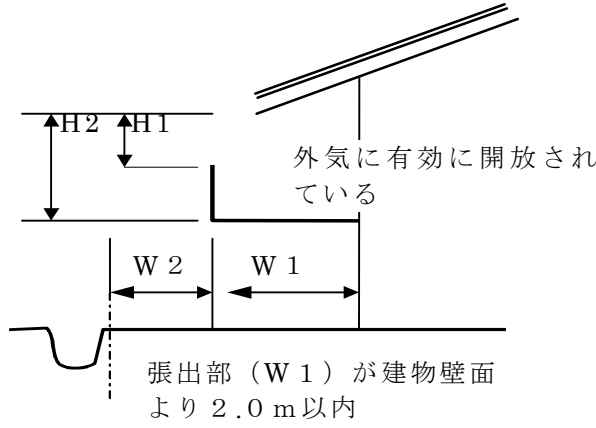 H2 H1
外気に有効に開放され
ている
W２ W１
張出部（W１）が建物壁面
より２.０ｍ以内